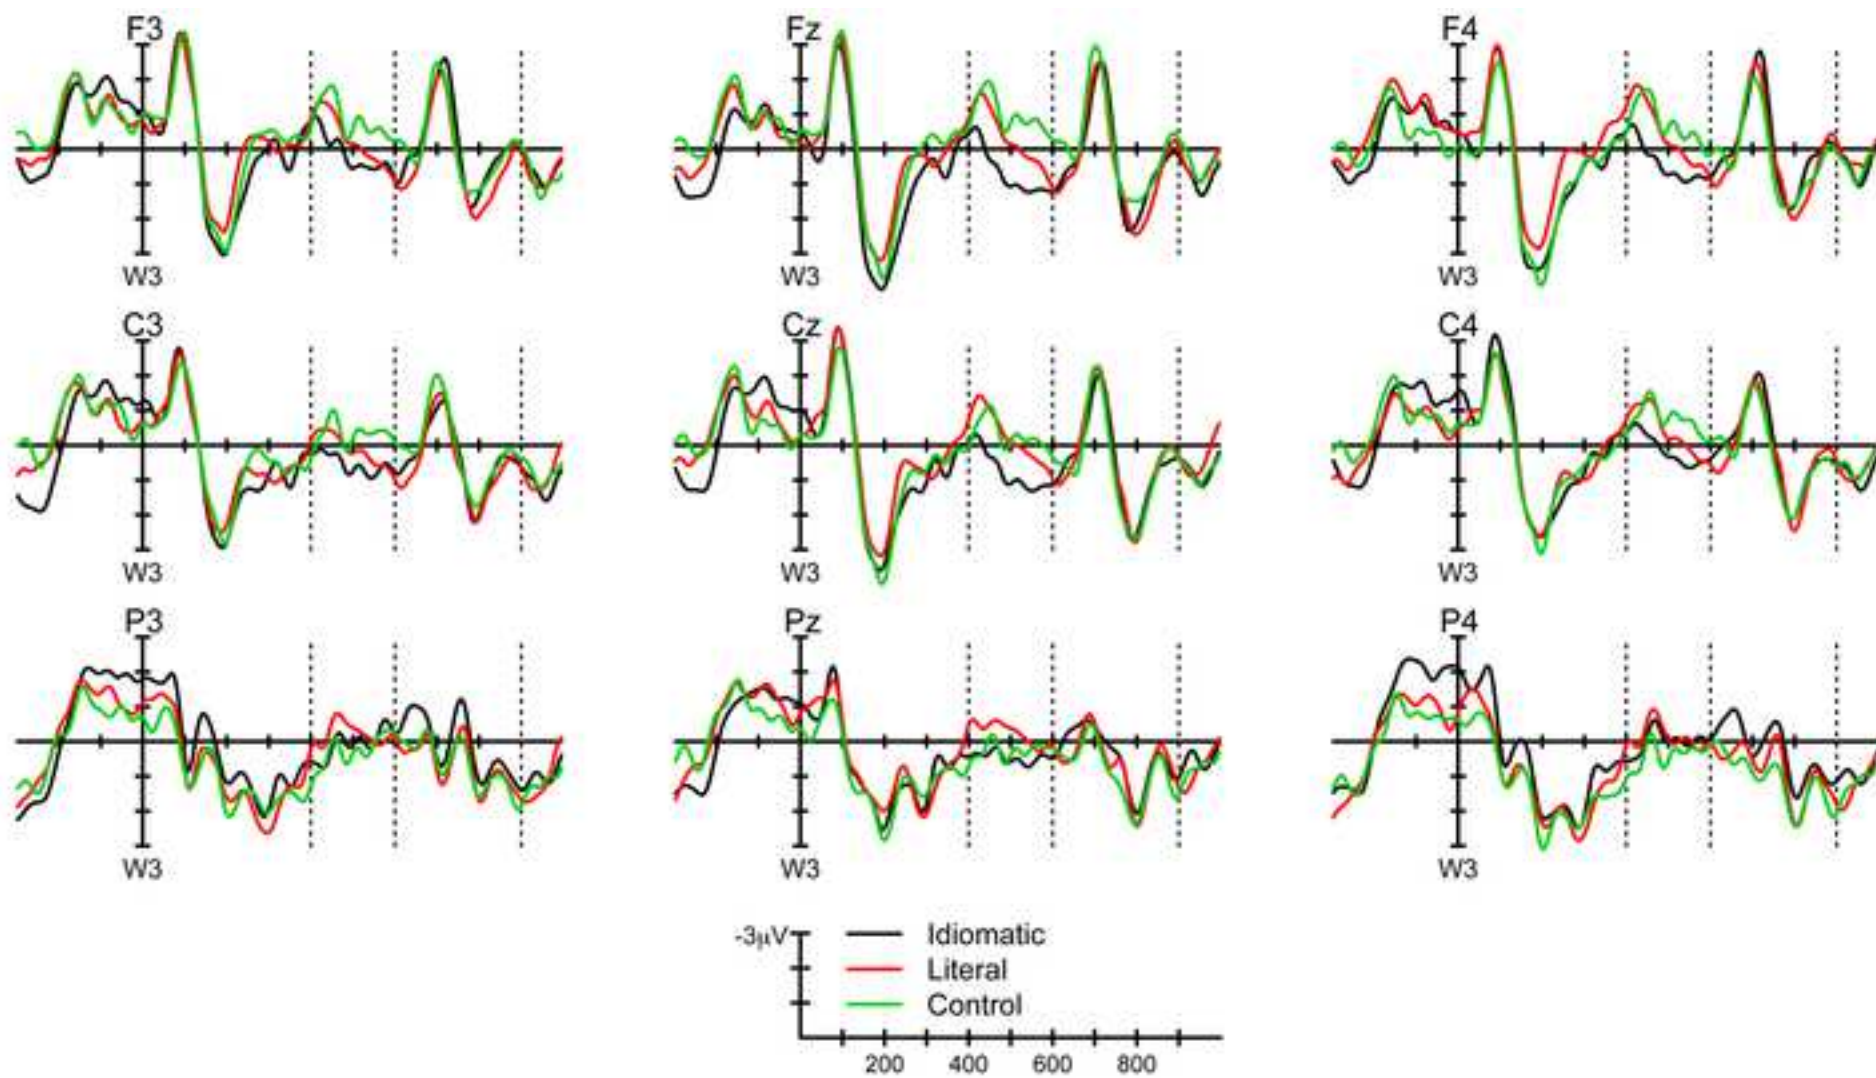 F3 Fz F4
W3 W3 W3
C3 Cz C4
W3 W3 W3
P3 Pz P4
W3 W3 W3
-3µV Idiomatic
Literal
Control
200 400 600 800